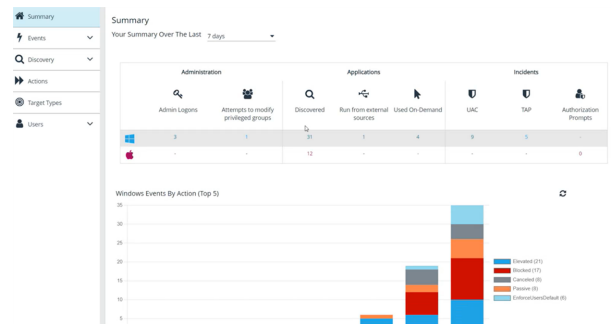 Summary
Events
Discovery
Actions
Target Types
Users
Summary
Your Summary Over The Last 7 days
Administration Applications Incidents
Admin Logons Attempts to modify privileged groups Discovered Run from external sources Used On-Demand UAC TAP Authorization Prompts
3 1 31 1 4 9 3 -
- - 12 - - - - 9
Windows Events By Action (Top 5)
35
30
25
20
15
10
5
Elevated (21)
Blocked (17)
Canceled (8)
Passive (8)
EnforceUsersDefault (6)